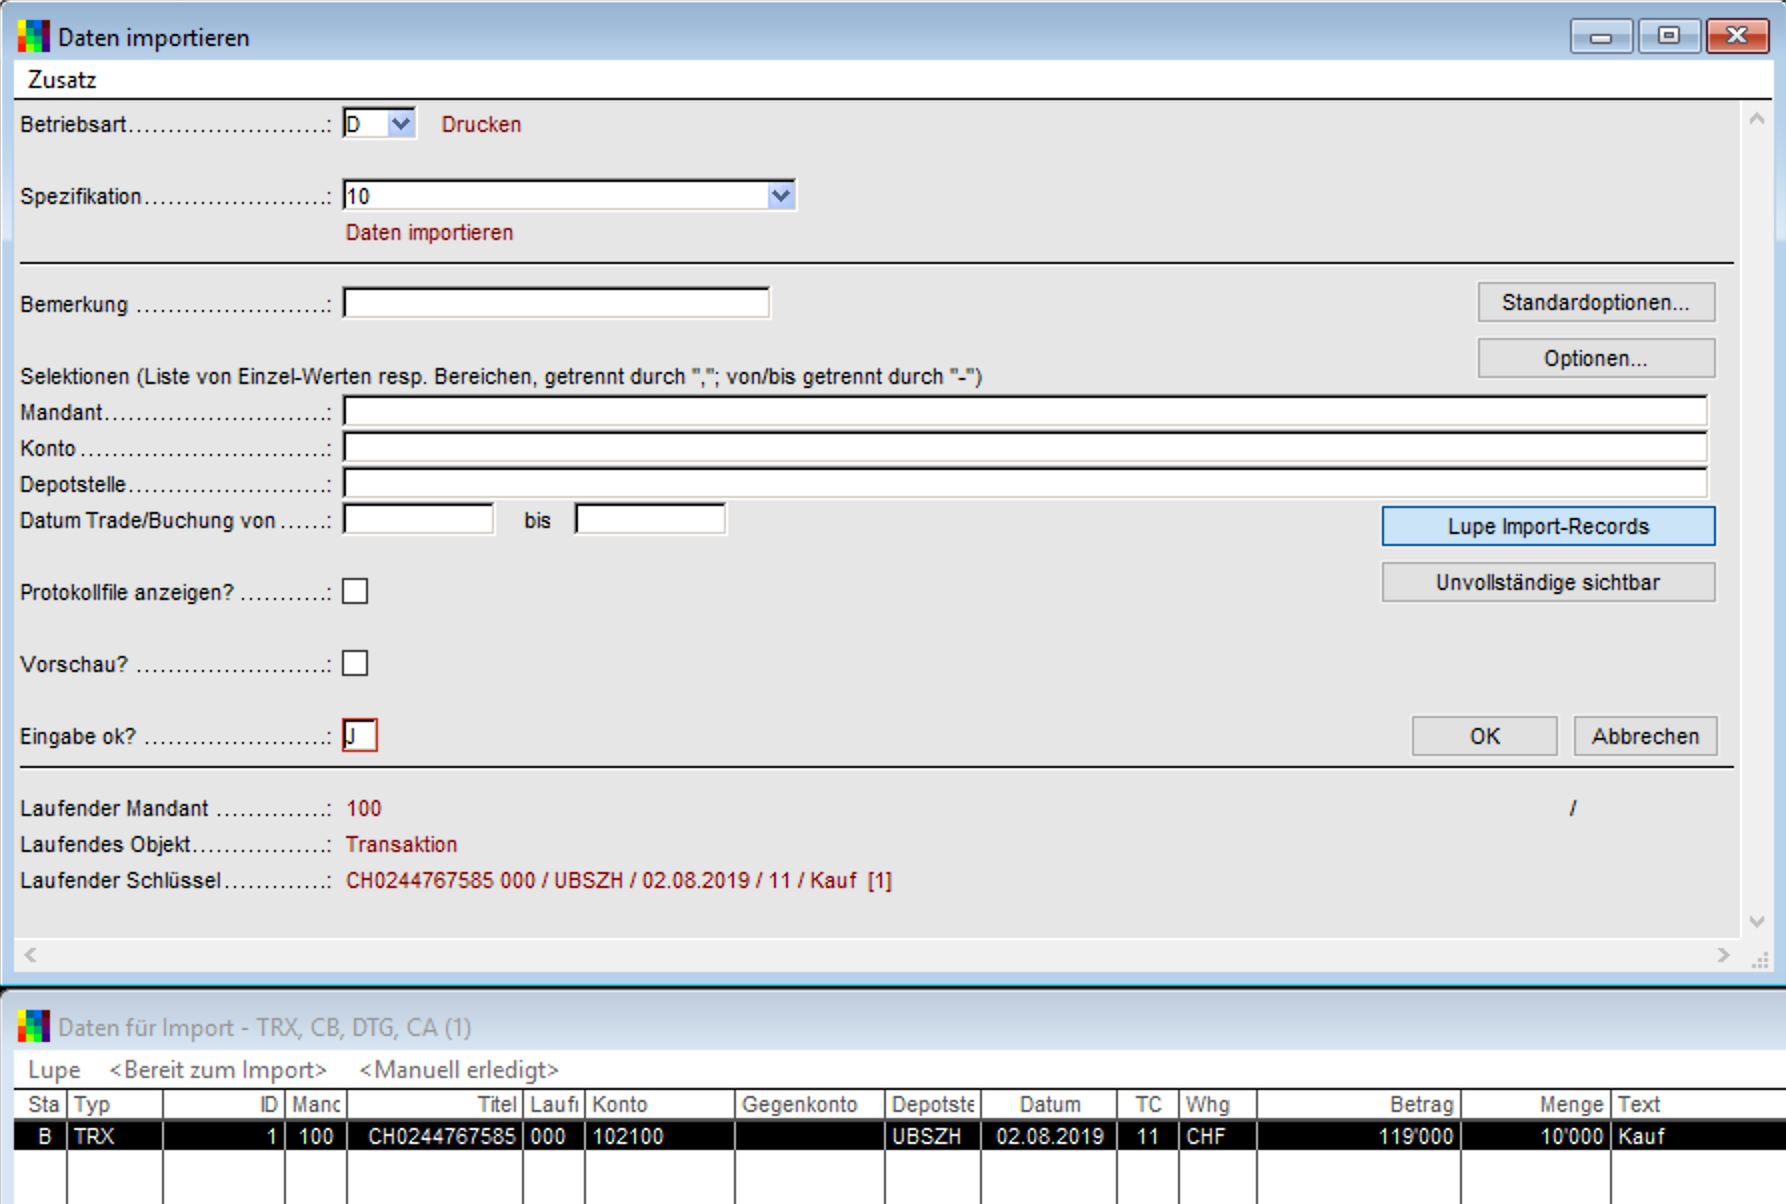 Daten importieren
Zusatz
Betriebsart........................: D Drucken
Spezifikation......................: 10
Daten importieren
Bemerkung .......................: Standardoptionen...
Optionen...
Selektionen (Liste von Einzel-Werten resp. Bereichen, getrennt durch ","; von/bis getrennt durch "-")
Mandant...........................:
Konto ..............................:
Depotstelle........................:
Datum Trade/Buchung von ......: bis
Lupe Import-Records
Protokollfile anzeigen? ...........: Unvollständige sichtbar
Vorschau? .......................:
Eingabe ok? ......................: J OK Abbrechen
Laufender Mandant .............: 100 /
Laufendes Objekt................: Transaktion
Laufender Schlüssel............: CH0244767585 000 / UBSZH / 02.08.2019 / 11 / Kauf [1]
Daten für Import - TRX, CB, DTG, CA (1)
Lupe <Bereit zum Import> <Manuell erledigt>
Sta Typ ID Manc Titel Laufi Konto Gegenkonto Depotste Datum TC Whg Betrag Menge Text
B TRX 1 100 CH0244767585 000 102100 UBSZH 02.08.2019 11 CHF 119'000 10'000 Kauf